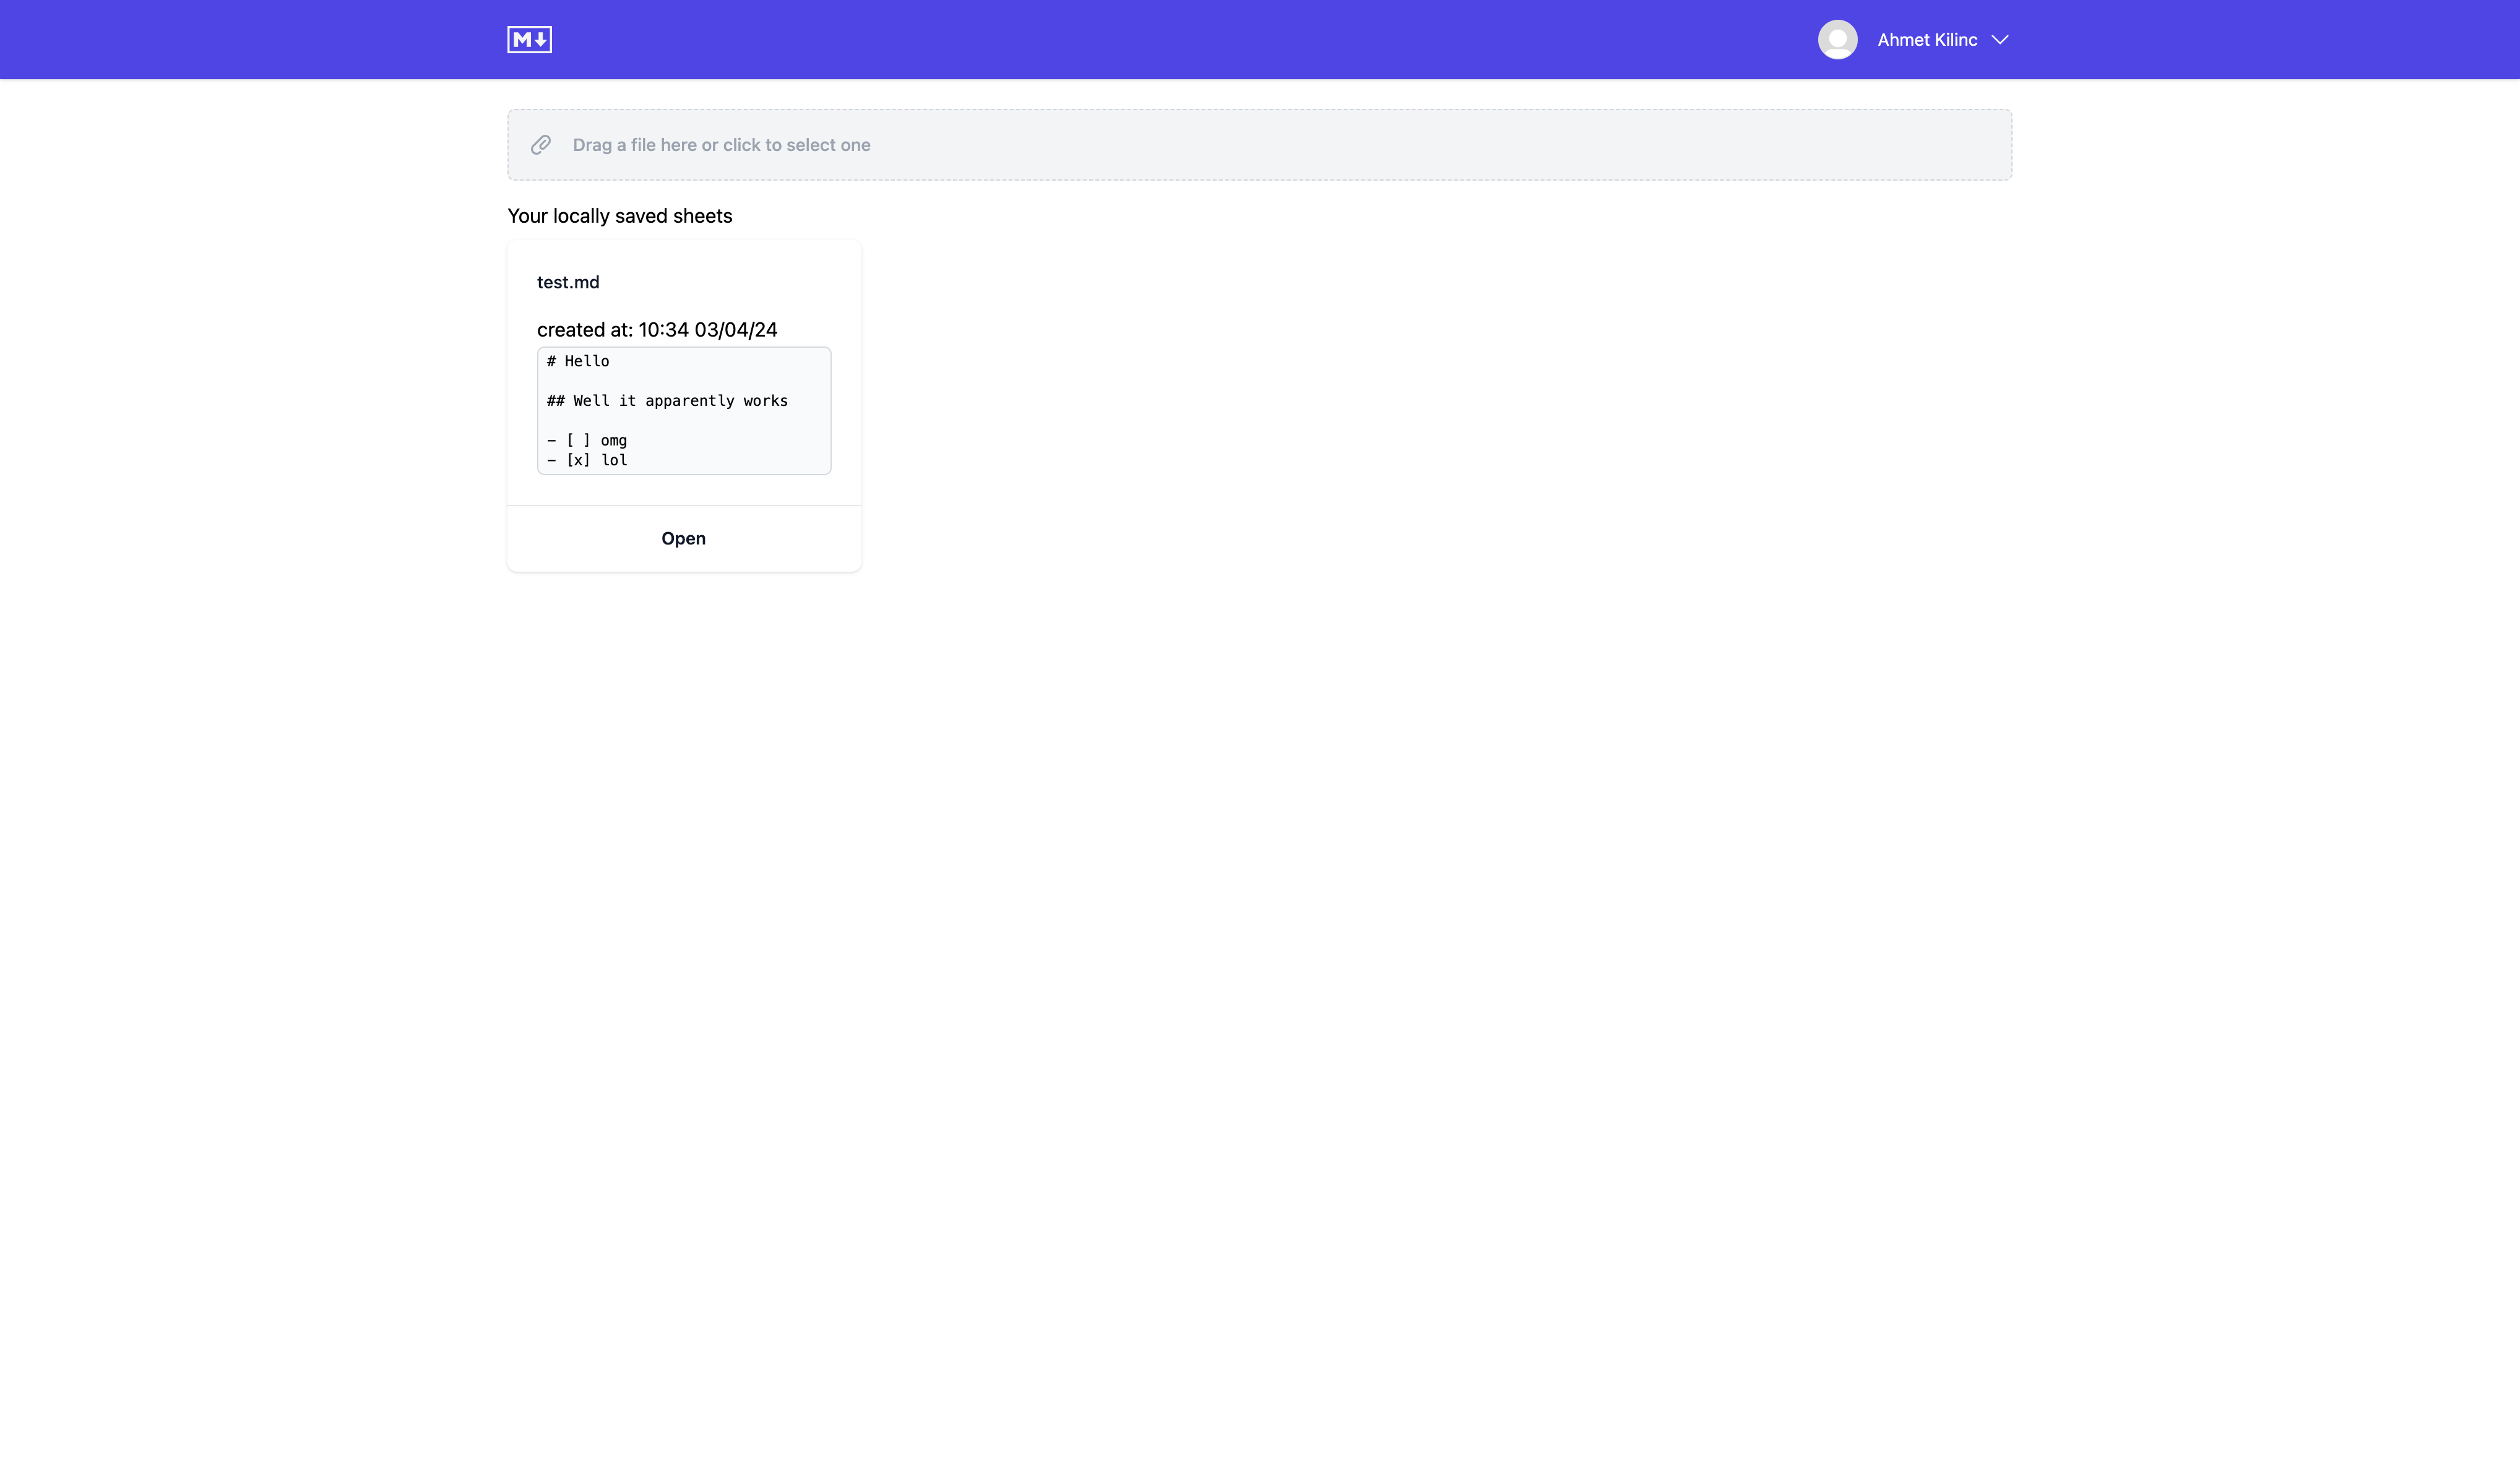 M
Ahmet Kilinc
Drag a file here or click to select one
Your locally saved sheets
test.md
created at: 10:34 03/04/24
# Hello
## Well it apparently works
- [ ] omg
- [x] lol
Open